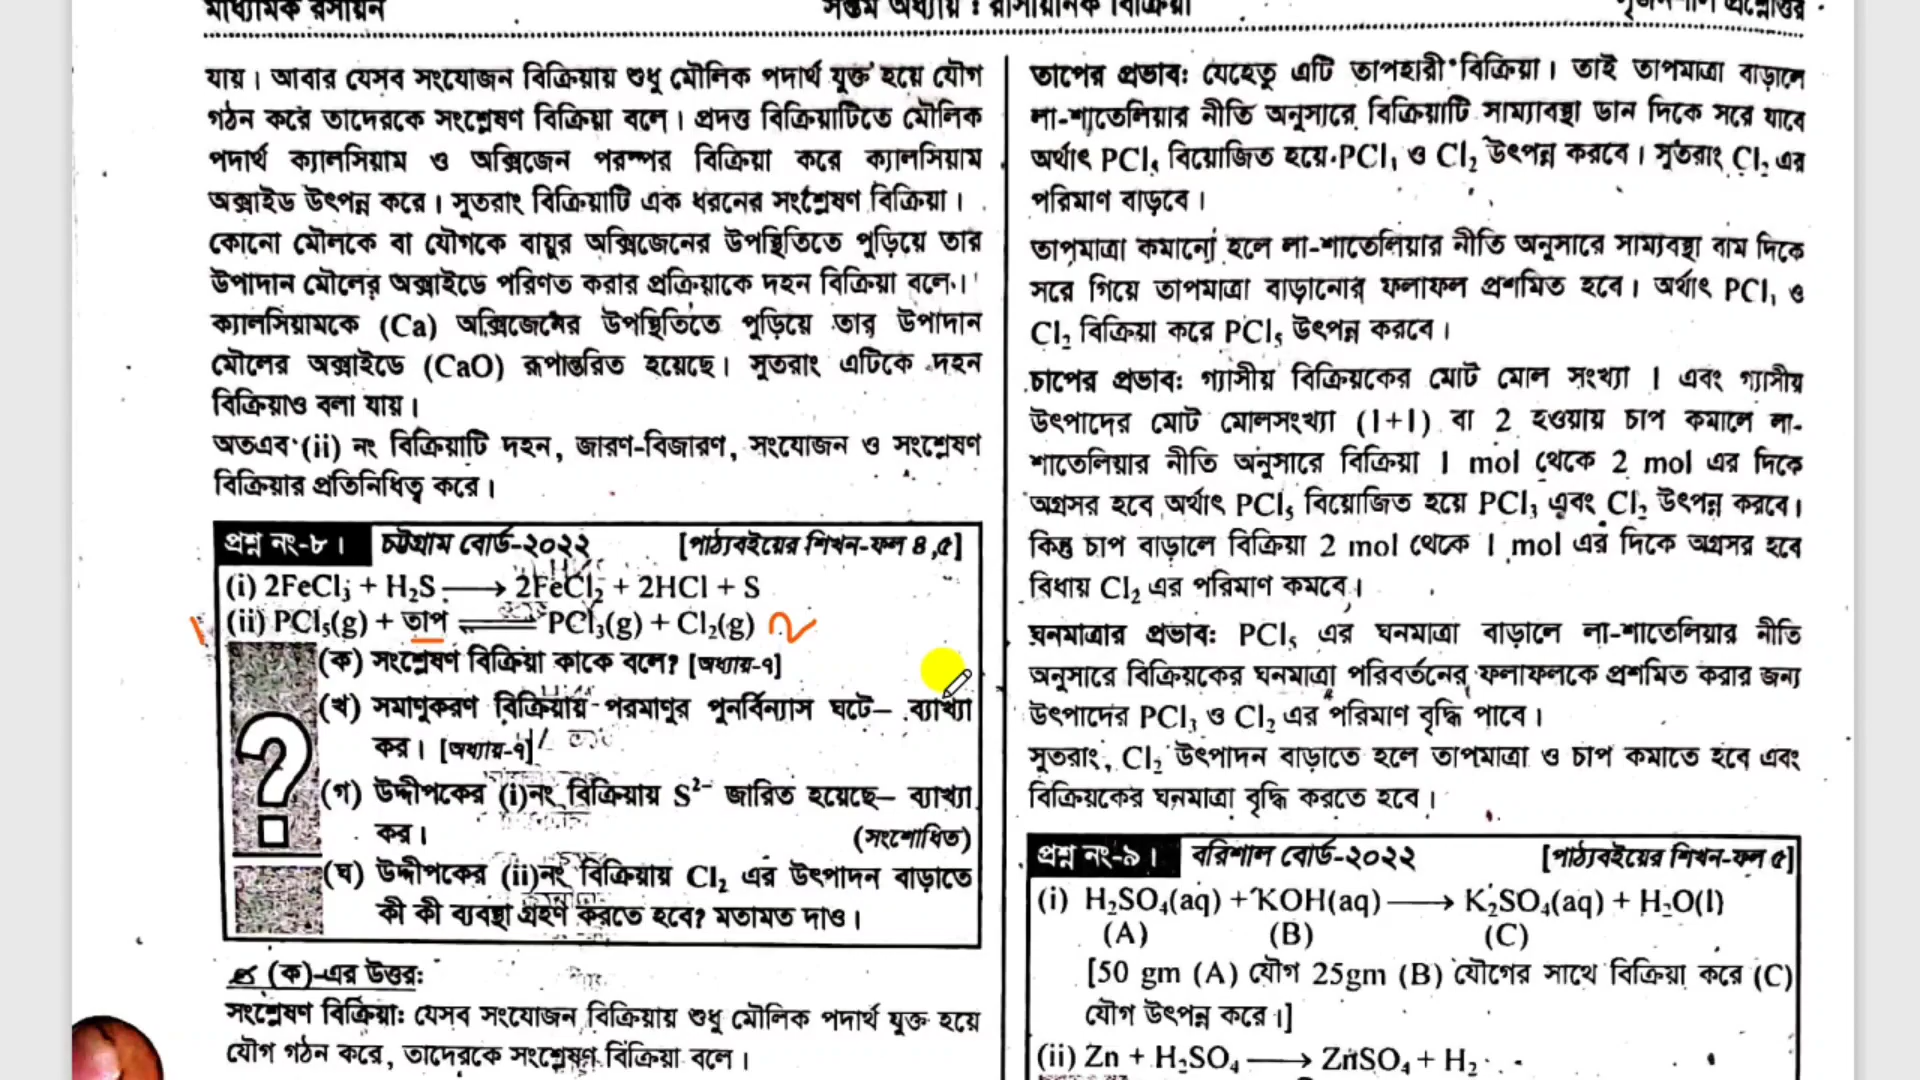 মাধ্যমিক রসায়ন
সপ্তম অধ্যায় : রাসায়নিক বিক্রিয়া
সৃজনশীল প্রশ্নোত্তর
যায়। আবার যেসব সংযোজন বিক্রিয়ায় শুধু মৌলিক পদার্থ যুক্ত হয়ে যৌগ
গঠন করে তাদেরকে সংশ্লেষণ বিক্রিয়া বলে। প্রদত্ত বিক্রিয়াটিতে মৌলিক
পদার্থ ক্যালসিয়াম ও অক্সিজেন পরস্পর বিক্রিয়া করে ক্যালসিয়াম
অক্সাইড উৎপন্ন করে। সুতরাং বিক্রিয়াটি এক ধরনের সংশ্লেষণ বিক্রিয়া।
কোনো মৌলকে বা যৌগকে বায়ুর অক্সিজেনের উপস্থিতিতে পুড়িয়ে তার
উপাদান মৌলের অক্সাইডে পরিণত করার প্রক্রিয়াকে দহন বিক্রিয়া বলে।
ক্যালসিয়ামকে (Ca) অক্সিজেনের উপস্থিতিতে পুড়িয়ে তার উপাদান
মৌলের অক্সাইডে (CaO) রূপান্তরিত হয়েছে। সুতরাং এটিকে দহন
বিক্রিয়াও বলা যায়।
অতএব (ii) নং বিক্রিয়াটি দহন, জারণ-বিজারণ, সংযোজন ও সংশ্লেষণ
বিক্রিয়ার প্রতিনিধিত্ব করে।
প্রশ্ন নং-৮। চট্টগ্রাম বোর্ড-২০২২ [পাঠ্যবইয়ের শিখন-ফল ৪,৫]
(i) 2FeCl₃ + H₂S ⟶ 2FeCl₂ + 2HCl + S
(ii) PCl₅(g) + তাপ ⇌ PCl₃(g) + Cl₂(g) 2
(ক) সংশ্লেষণ বিক্রিয়া কাকে বলে? [অধ্যায়-৭]
(খ) সমাণুকরণ বিক্রিয়ায় পরমাণুর পুনর্বিন্যাস ঘটে– ব্যাখ্যা
কর। [অধ্যায়-৭]
(গ) উদ্দীপকের (i)নং বিক্রিয়ায় S²⁻ জারিত হয়েছে– ব্যাখ্যা
কর। (সংশোধিত)
(ঘ) উদ্দীপকের (ii)নং বিক্রিয়ায় Cl₂ এর উৎপাদন বাড়াতে
কী কী ব্যবস্থা গ্রহণ করতে হবে? মতামত দাও।
?
(ক)-এর উত্তর:
সংশ্লেষণ বিক্রিয়া: যেসব সংযোজন বিক্রিয়ায় শুধু মৌলিক পদার্থ যুক্ত হয়ে
যৌগ গঠন করে, তাদেরকে সংশ্লেষণ বিক্রিয়া বলে।
তাপের প্রভাব: যেহেতু এটি তাপহারী বিক্রিয়া। তাই তাপমাত্রা বাড়ালে
লা-শাতেলিয়ার নীতি অনুসারে বিক্রিয়াটি সাম্যাবস্থা ডান দিকে সরে যাবে
অর্থাৎ PCl₅ বিয়োজিত হয়ে PCl₃ ও Cl₂ উৎপন্ন করবে। সুতরাং Cl₂ এর
পরিমাণ বাড়বে।
তাপমাত্রা কমানো হলে লা-শাতেলিয়ার নীতি অনুসারে সাম্যবস্থা বাম দিকে
সরে গিয়ে তাপমাত্রা বাড়ানোর ফলাফল প্রশমিত হবে। অর্থাৎ PCl₃ ও
Cl₂ বিক্রিয়া করে PCl₅ উৎপন্ন করবে।
চাপের প্রভাব: গ্যাসীয় বিক্রিয়কের মোট মোল সংখ্যা 1 এবং গ্যাসীয়
উৎপাদের মোট মোলসংখ্যা (1+1) বা 2 হওয়ায় চাপ কমালে লা-
শাতেলিয়ার নীতি অনুসারে বিক্রিয়া 1 mol থেকে 2 mol এর দিকে
অগ্রসর হবে অর্থাৎ PCl₅ বিয়োজিত হয়ে PCl₃ এবং Cl₂ উৎপন্ন করবে।
কিন্তু চাপ বাড়ালে বিক্রিয়া 2 mol থেকে 1 mol এর দিকে অগ্রসর হবে
বিধায় Cl₂ এর পরিমাণ কমবে।
ঘনমাত্রার প্রভাব: PCl₅ এর ঘনমাত্রা বাড়ালে লা-শাতেলিয়ার নীতি
অনুসারে বিক্রিয়কের ঘনমাত্রা পরিবর্তনের ফলাফলকে প্রশমিত করার জন্য
উৎপাদের PCl₃ ও Cl₂ এর পরিমাণ বৃদ্ধি পাবে।
সুতরাং, Cl₂ উৎপাদন বাড়াতে হলে তাপমাত্রা ও চাপ কমাতে হবে এবং
বিক্রিয়কের ঘনমাত্রা বৃদ্ধি করতে হবে।
প্রশ্ন নং-৯। বরিশাল বোর্ড-২০২২ [পাঠ্যবইয়ের শিখন-ফল ৫]
(i) H₂SO₄(aq) + KOH(aq) ⟶ K₂SO₄(aq) + H₂O(l)
(A) (B) (C)
[50 gm (A) যৌগ 25gm (B) যৌগের সাথে বিক্রিয়া করে (C)
যৌগ উৎপন্ন করে।]
(ii) Zn + H₂SO₄ ⟶ ZnSO₄ + H₂